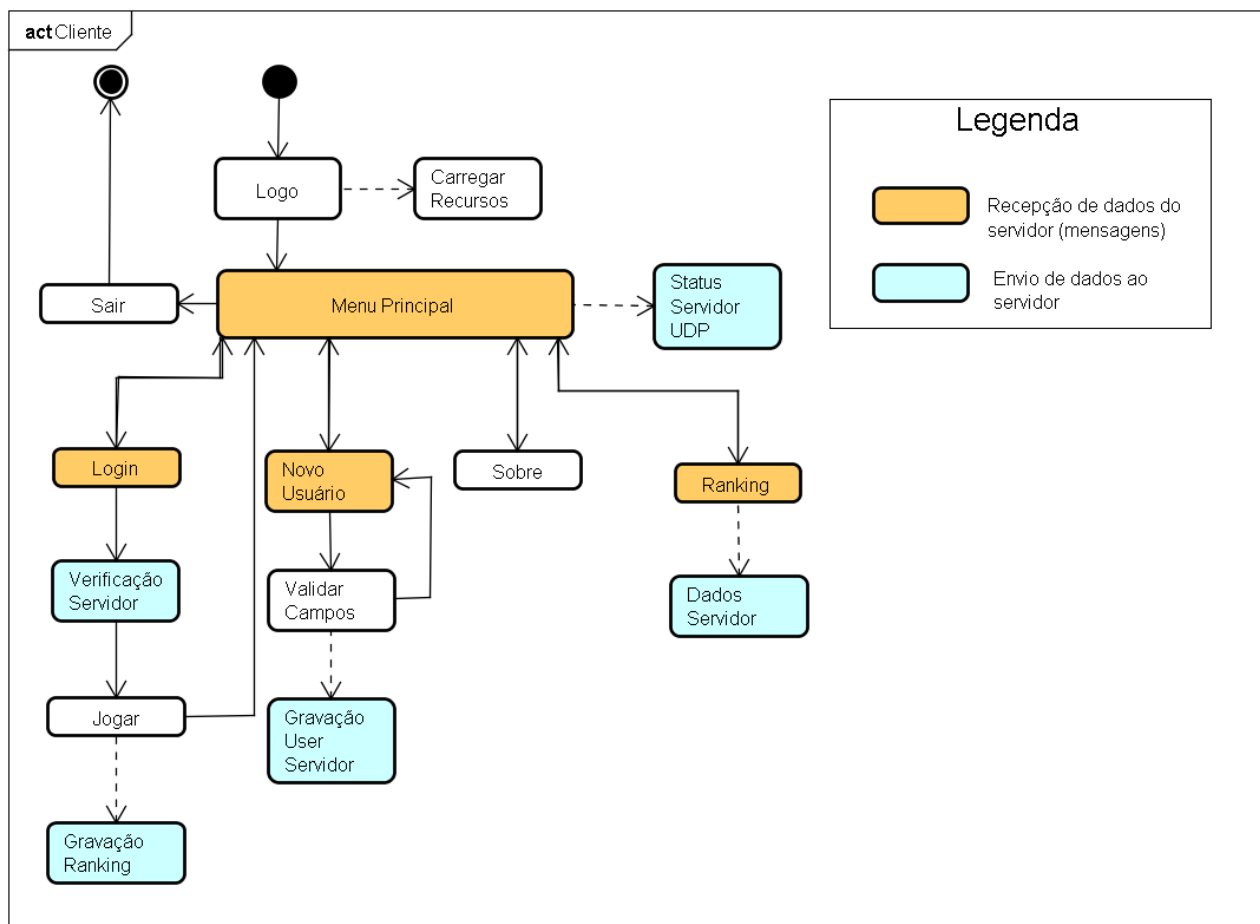 act Cliente
Legenda
Logo
Carregar
Recursos
Recepção de dados do
servidor (mensagens)
Envio de dados ao
servidor
Sair
Menu Principal
Status
Servidor
UDP
Login
Novo
Usuário
Sobre
Ranking
Verificação
Servidor
Validar
Campos
Dados
Servidor
Jogar
Gravação
User
Servidor
Gravação
Ranking